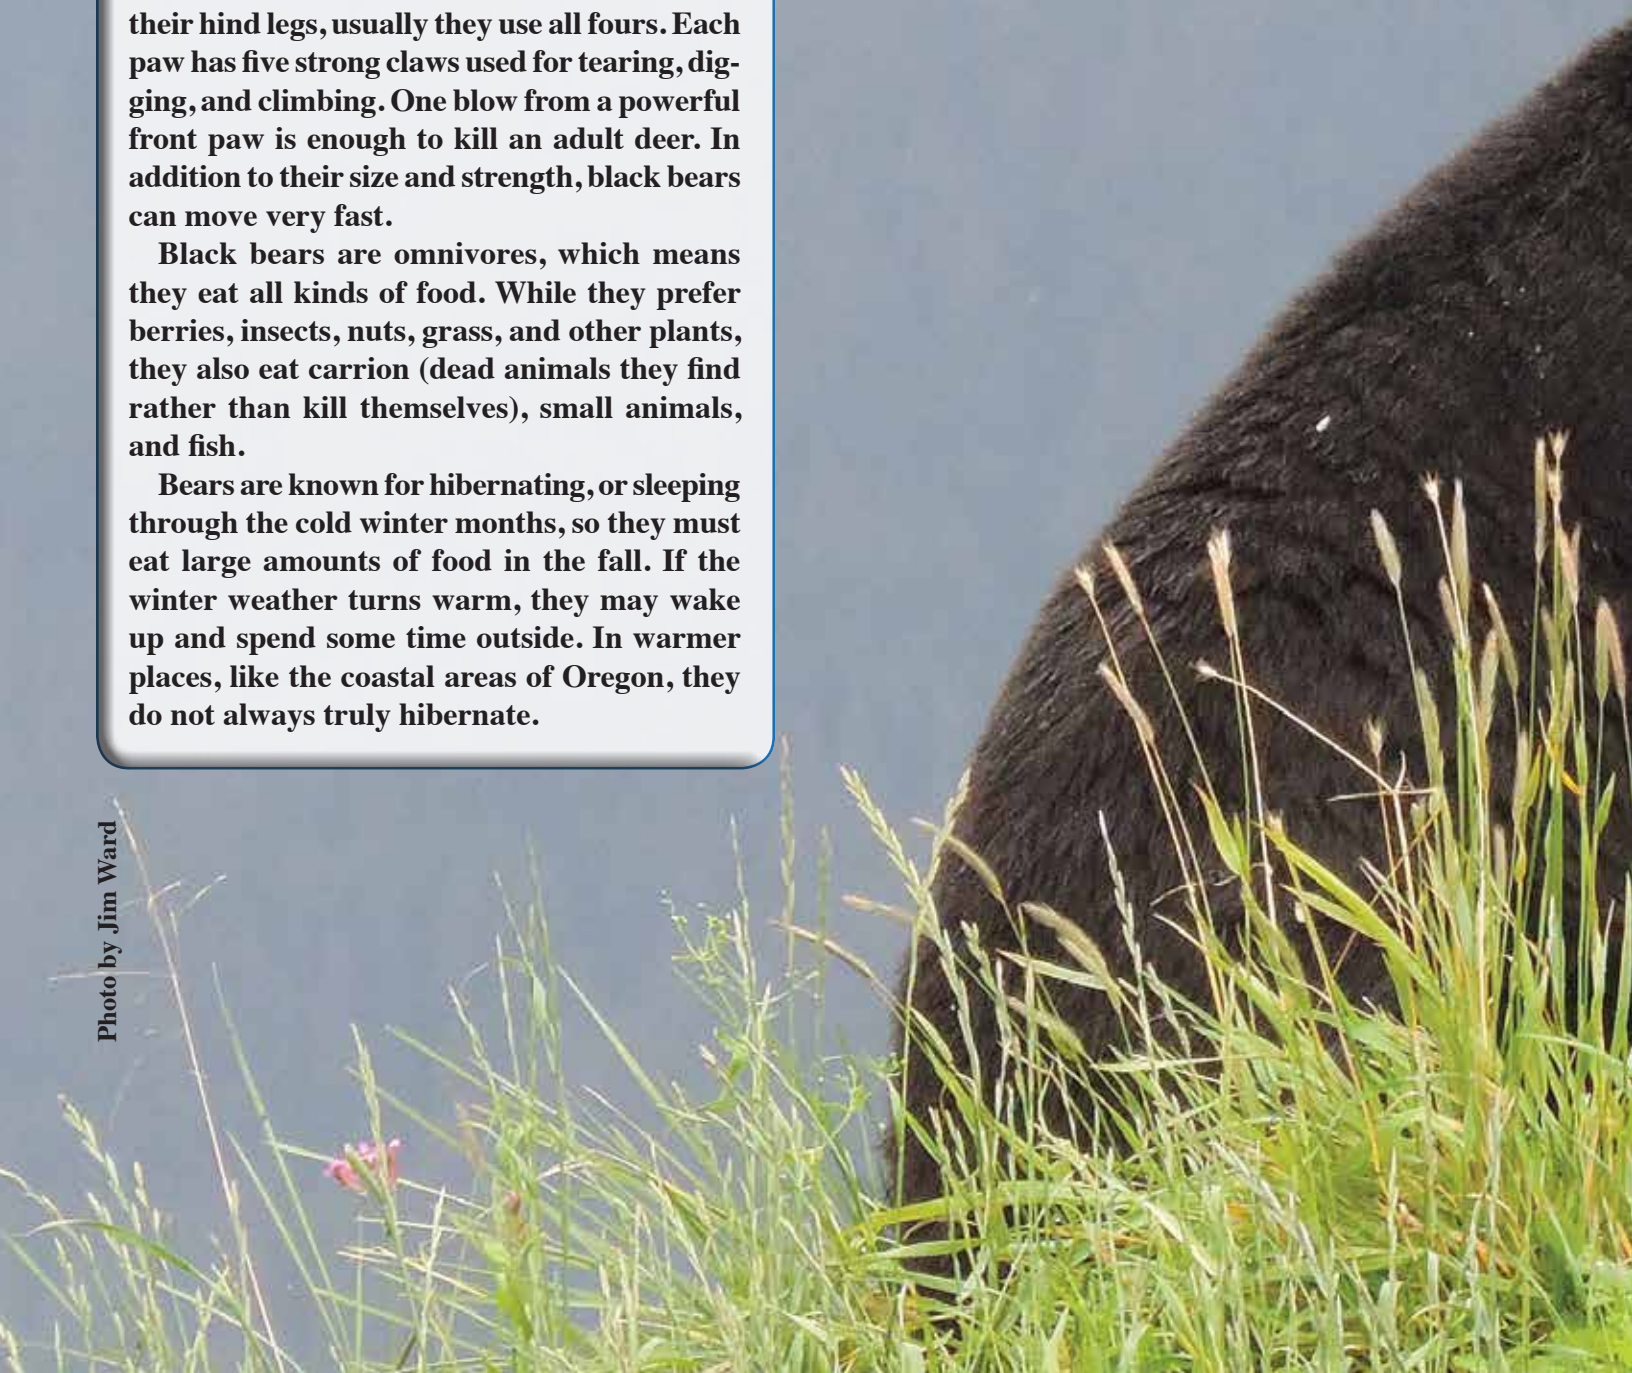 their hind legs, usually they use all fours. Each
paw has five strong claws used for tearing, dig-
ging, and climbing. One blow from a powerful
front paw is enough to kill an adult deer. In
addition to their size and strength, black bears
can move very fast.
Black bears are omnivores, which means
they eat all kinds of food. While they prefer
berries, insects, nuts, grass, and other plants,
they also eat carrion (dead animals they find
rather than kill themselves), small animals,
and fish.
Bears are known for hibernating, or sleeping
through the cold winter months, so they must
eat large amounts of food in the fall. If the
winter weather turns warm, they may wake
up and spend some time outside. In warmer
places, like the coastal areas of Oregon, they
do not always truly hibernate.
Photo by Jim Ward